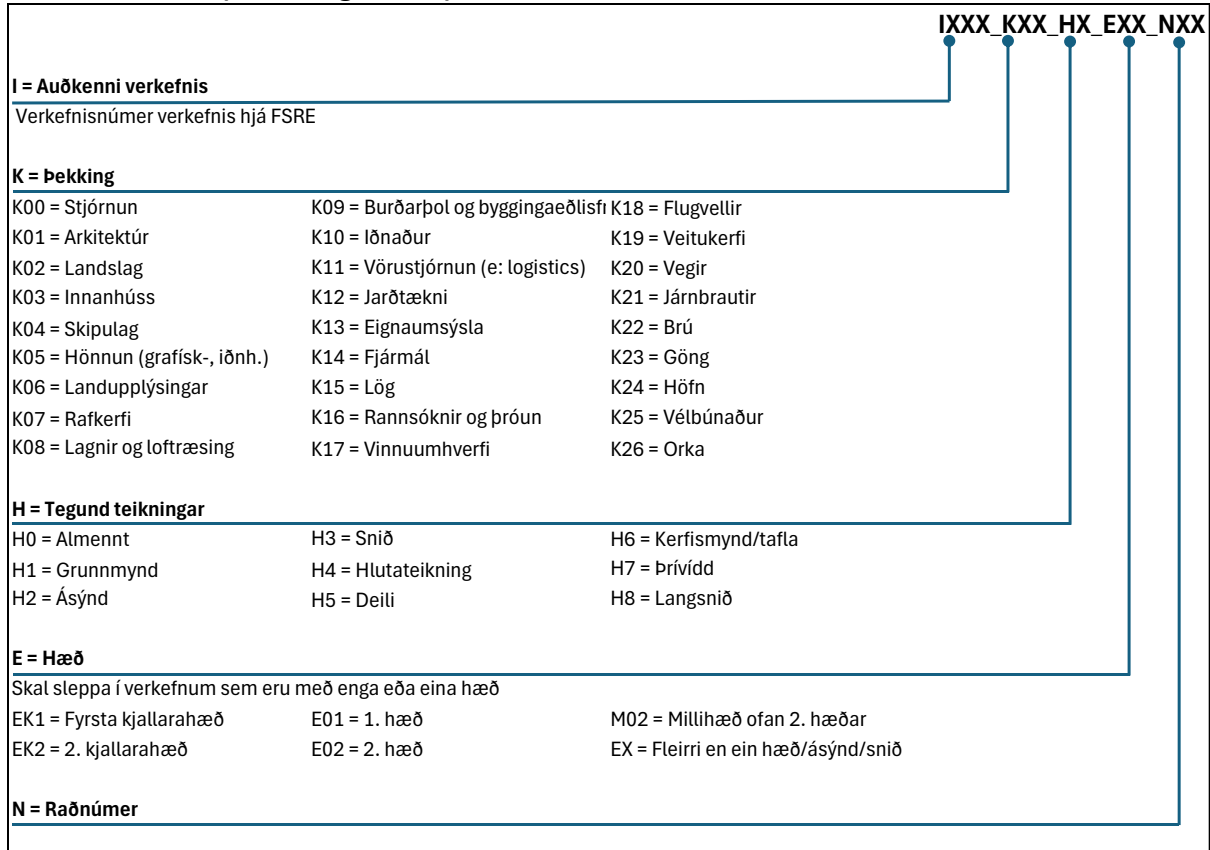 IXXX_KXX_HX_EXX_NXX
I = Auðkenni verkefnis
Verkefnisnúmer verkefnis hjá FSRE
K = Þekking
K00 = Stjórnun K09 = Burðarþol og byggingaeðlisfr K18 = Flugvellir
K01 = Arkitektúr K10 = Iðnaður K19 = Veitukerfi
K02 = Landslag K11 = Vörustjórnun (e: logistics) K20 = Vegir
K03 = Innanhúss K12 = Jarðtækni K21 = Járnbrautir
K04 = Skipulag K13 = Eignaumsýsla K22 = Brú
K05 = Hönnun (grafísk-, iðnh.) K14 = Fjármál K23 = Göng
K06 = Landupplýsingar K15 = Lög K24 = Höfn
K07 = Rafkerfi K16 = Rannsóknir og þróun K25 = Vélbúnaður
K08 = Lagnir og loftræsing K17 = Vinnuumhverfi K26 = Orka
H = Tegund teikningar
H0 = Almennt H3 = Snið H6 = Kerfismynd/tafla
H1 = Grunnmynd H4 = Hlutateikning H7 = Þrívídd
H2 = Ásýnd H5 = Deili H8 = Langsnið
E = Hæð
Skal sleppa í verkefnum sem eru með enga eða eina hæð
EK1 = Fyrsta kjallarahæð E01 = 1. hæð M02 = Millihæð ofan 2. hæðar
EK2 = 2. kjallarahæð E02 = 2. hæð EX = Fleirri en ein hæð/ásýnd/snið
N = Raðnúmer